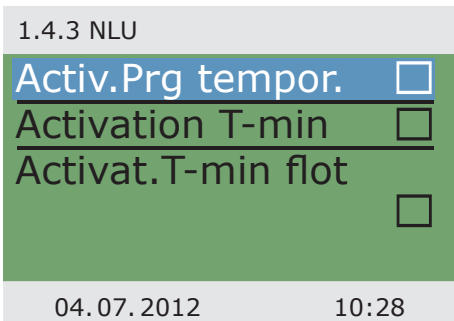 1.4.3 NLU
Activ.Prg tempor.
Activation T-min
Activat.T-min flot
04.07.2012 10:28